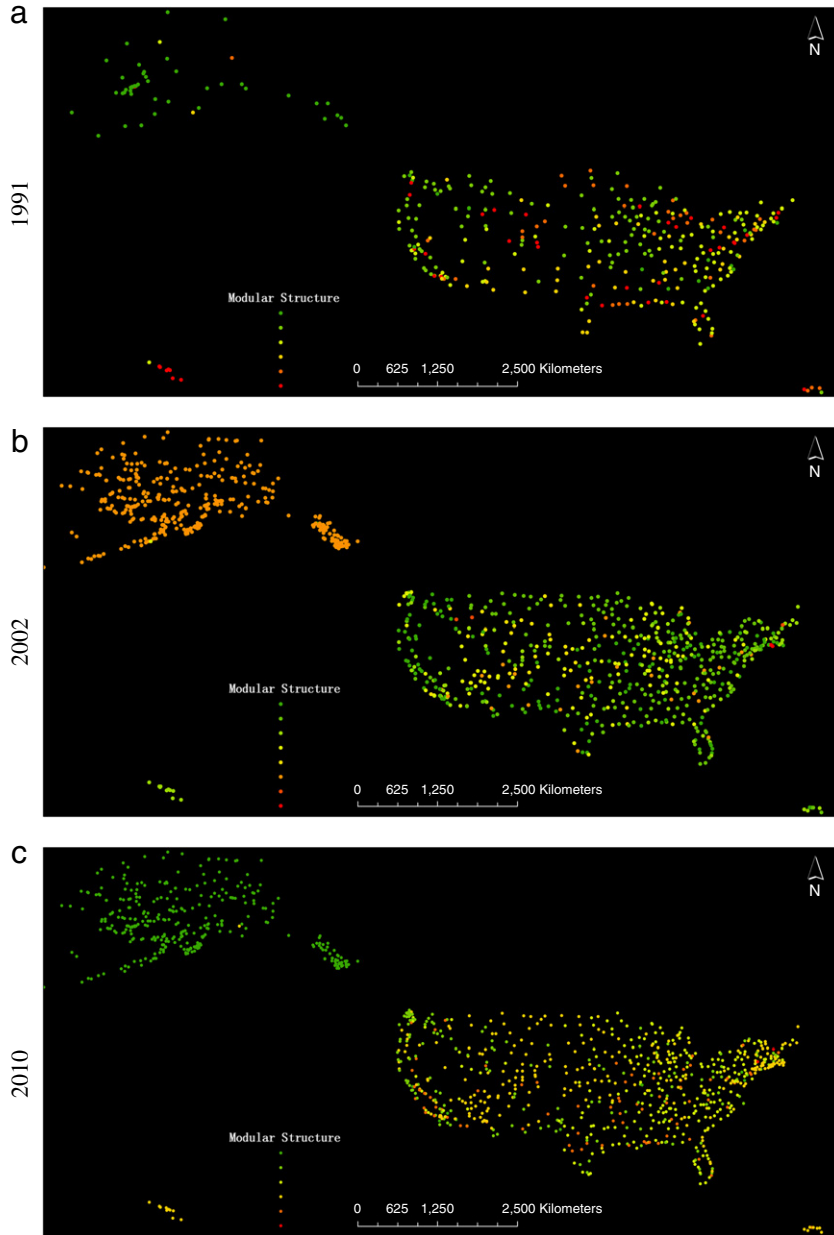 a
N
1991
Modular Structure
0 625 1,250 2,500 Kilometers
b
N
2002
Modular Structure
0 625 1,250 2,500 Kilometers
c
N
2010
Modular Structure
0 625 1,250 2,500 Kilometers